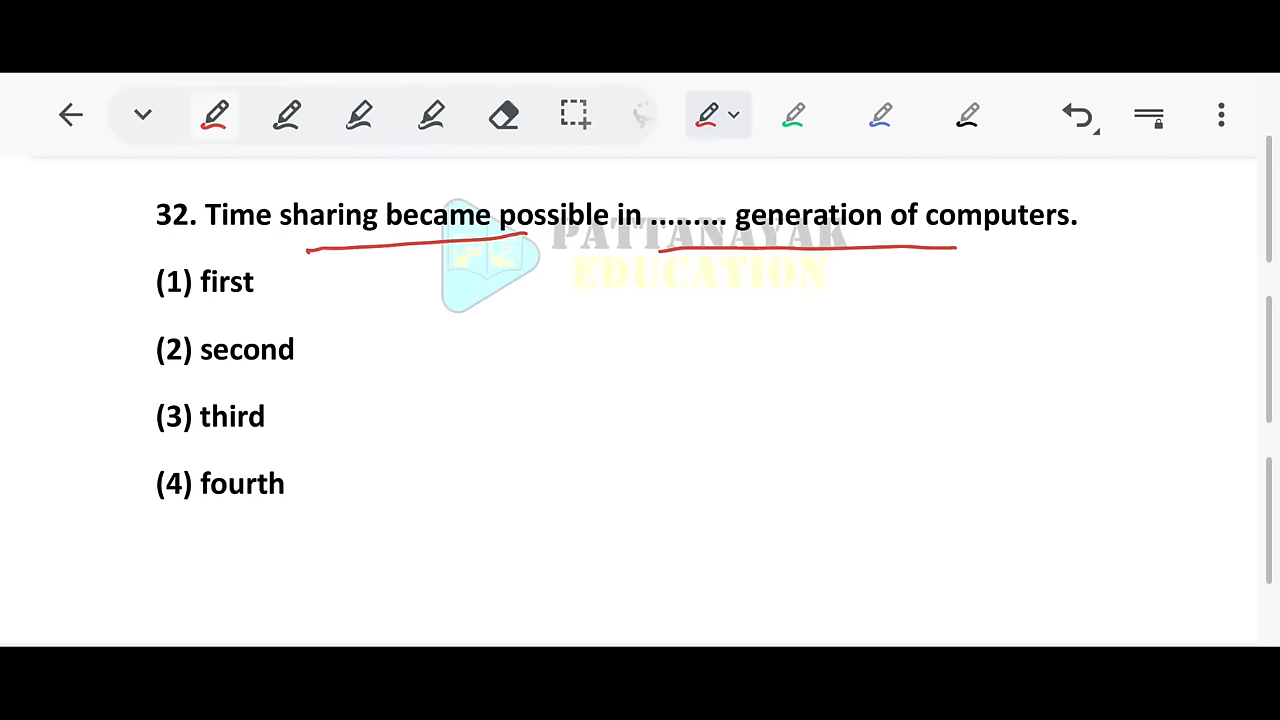 32. Time sharing became possible in ......... generation of computers.
PATTANAYAK
EDUCATION
(1) first
(2) second
(3) third
(4) fourth